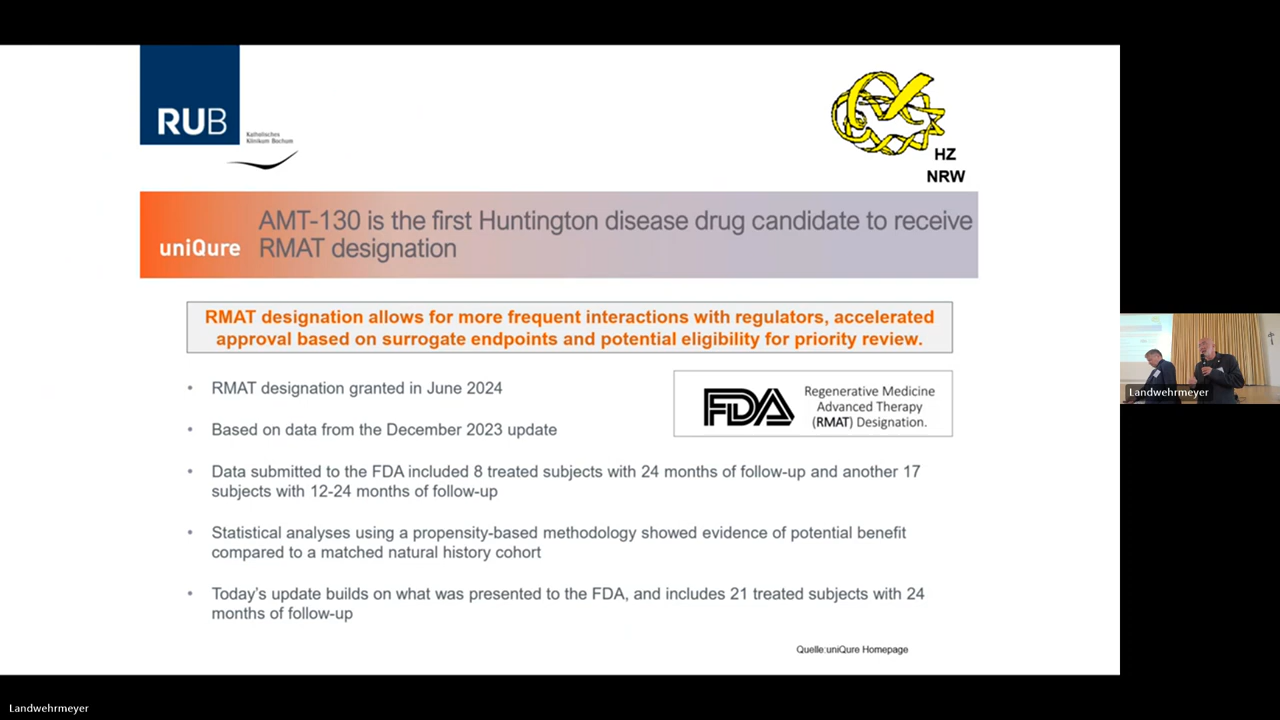 RUB
Katholisches
Klinikum Bochum
HZ
NRW
uniQure
AMT-130 is the first Huntington disease drug candidate to receive
RMAT designation
RMAT designation allows for more frequent interactions with regulators, accelerated
approval based on surrogate endpoints and potential eligibility for priority review.
• RMAT designation granted in June 2024
• Based on data from the December 2023 update
FDA
Regenerative Medicine
Advanced Therapy
(RMAT) Designation.
• Data submitted to the FDA included 8 treated subjects with 24 months of follow-up and another 17
subjects with 12-24 months of follow-up
• Statistical analyses using a propensity-based methodology showed evidence of potential benefit
compared to a matched natural history cohort
• Today's update builds on what was presented to the FDA, and includes 21 treated subjects with 24
months of follow-up
Quelle:uniQure Homepage
Landwehrmeyer
Landwehrmeyer